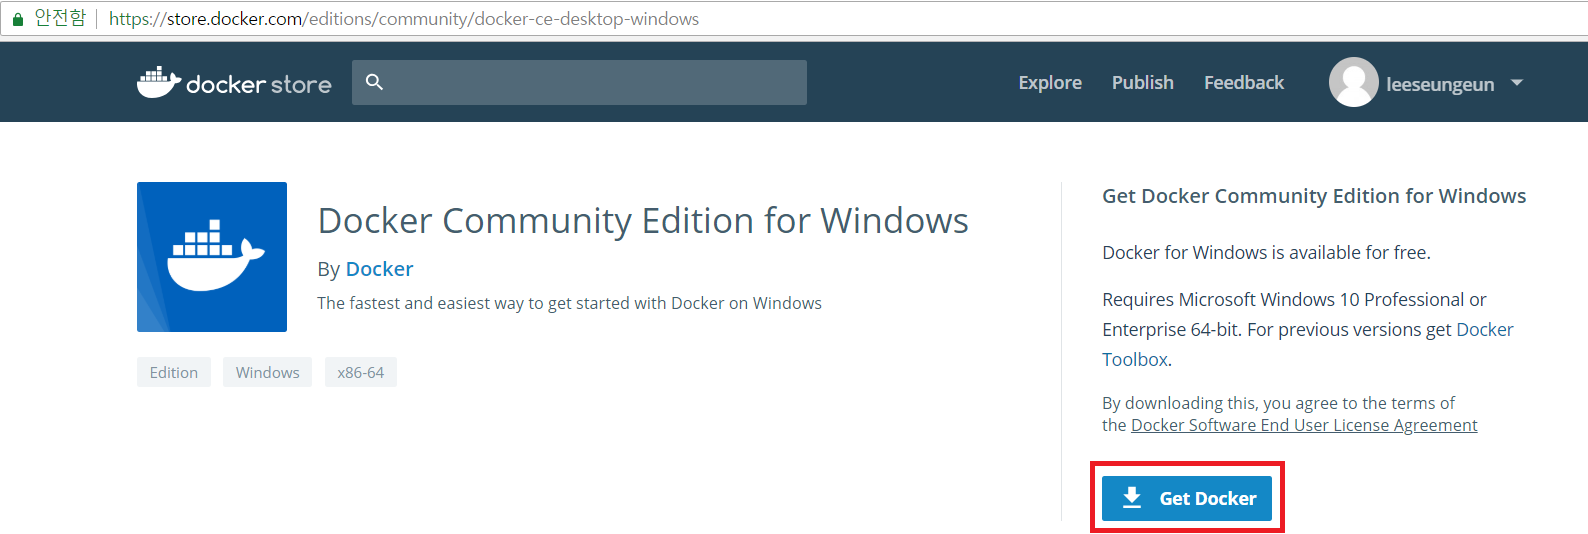 안전함 https://store.docker.com/editions/community/docker-ce-desktop-windows
docker store
Explore Publish Feedback leeseungeun
Docker Community Edition for Windows
By Docker
The fastest and easiest way to get started with Docker on Windows
Edition Windows x86-64
Get Docker Community Edition for Windows
Docker for Windows is available for free.
Requires Microsoft Windows 10 Professional or
Enterprise 64-bit. For previous versions get Docker
Toolbox.
By downloading this, you agree to the terms of
the Docker Software End User License Agreement
Get Docker